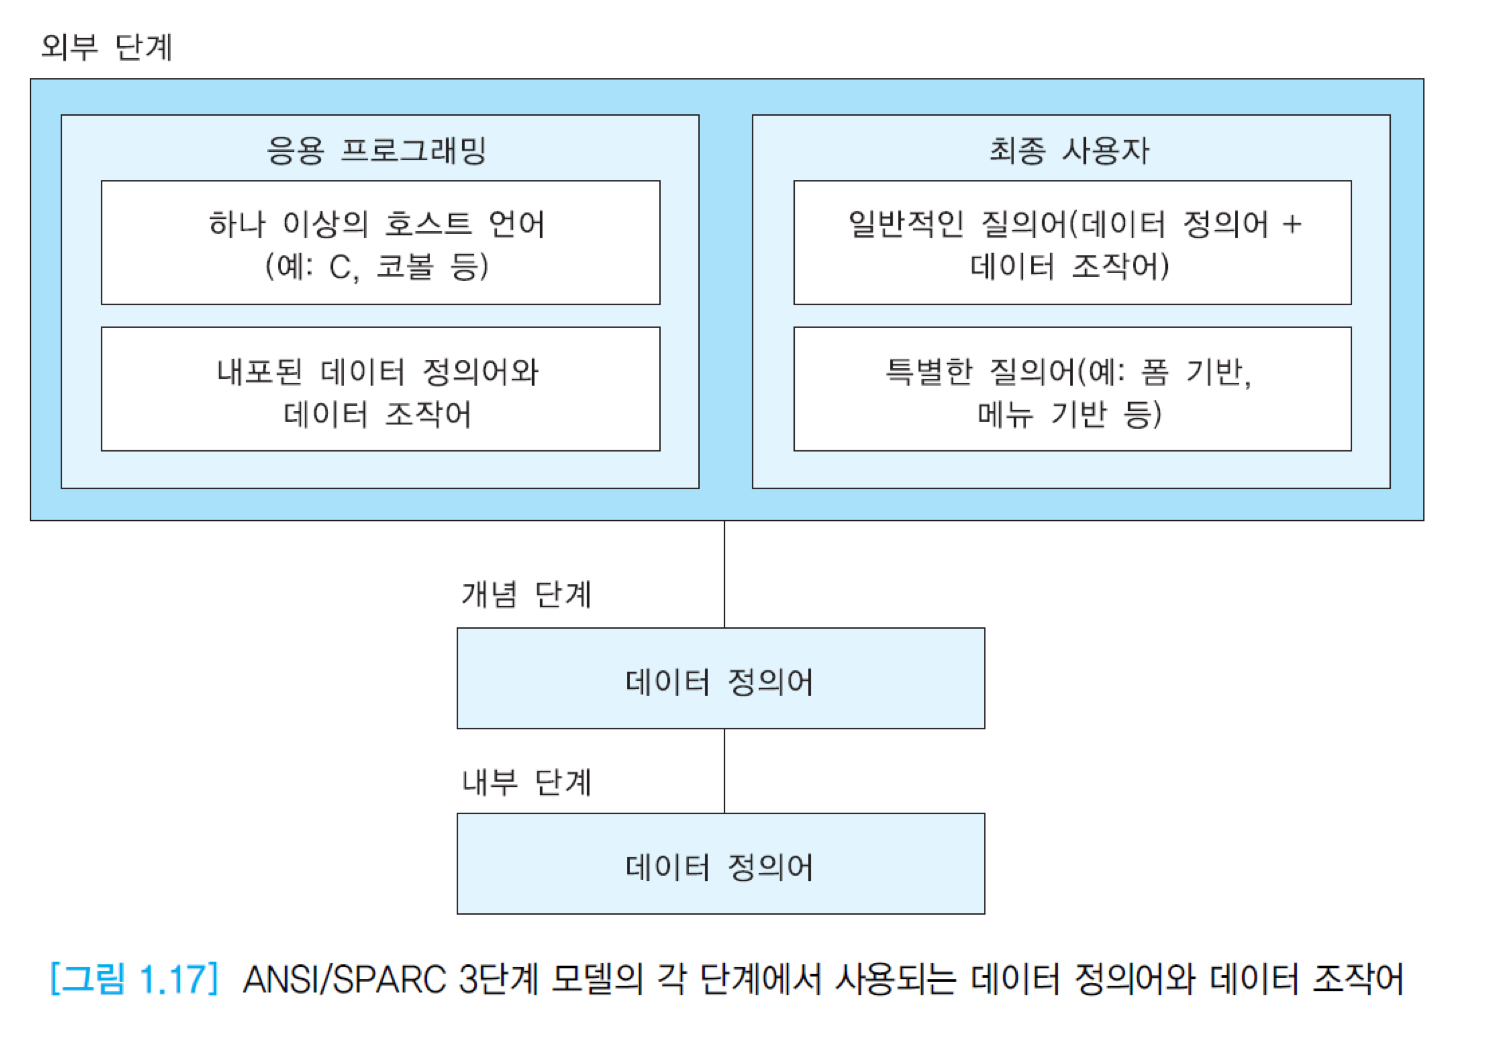 외부 단계
응용 프로그래밍
하나 이상의 호스트 언어
(예: C, 코볼 등)
내포된 데이터 정의어와
데이터 조작어
최종 사용자
일반적인 질의어(데이터 정의어 +
데이터 조작어)
특별한 질의어(예: 폼 기반,
메뉴 기반 등)
개념 단계
데이터 정의어
내부 단계
데이터 정의어
[그림 1.17] ANSI/SPARC 3단계 모델의 각 단계에서 사용되는 데이터 정의어와 데이터 조작어